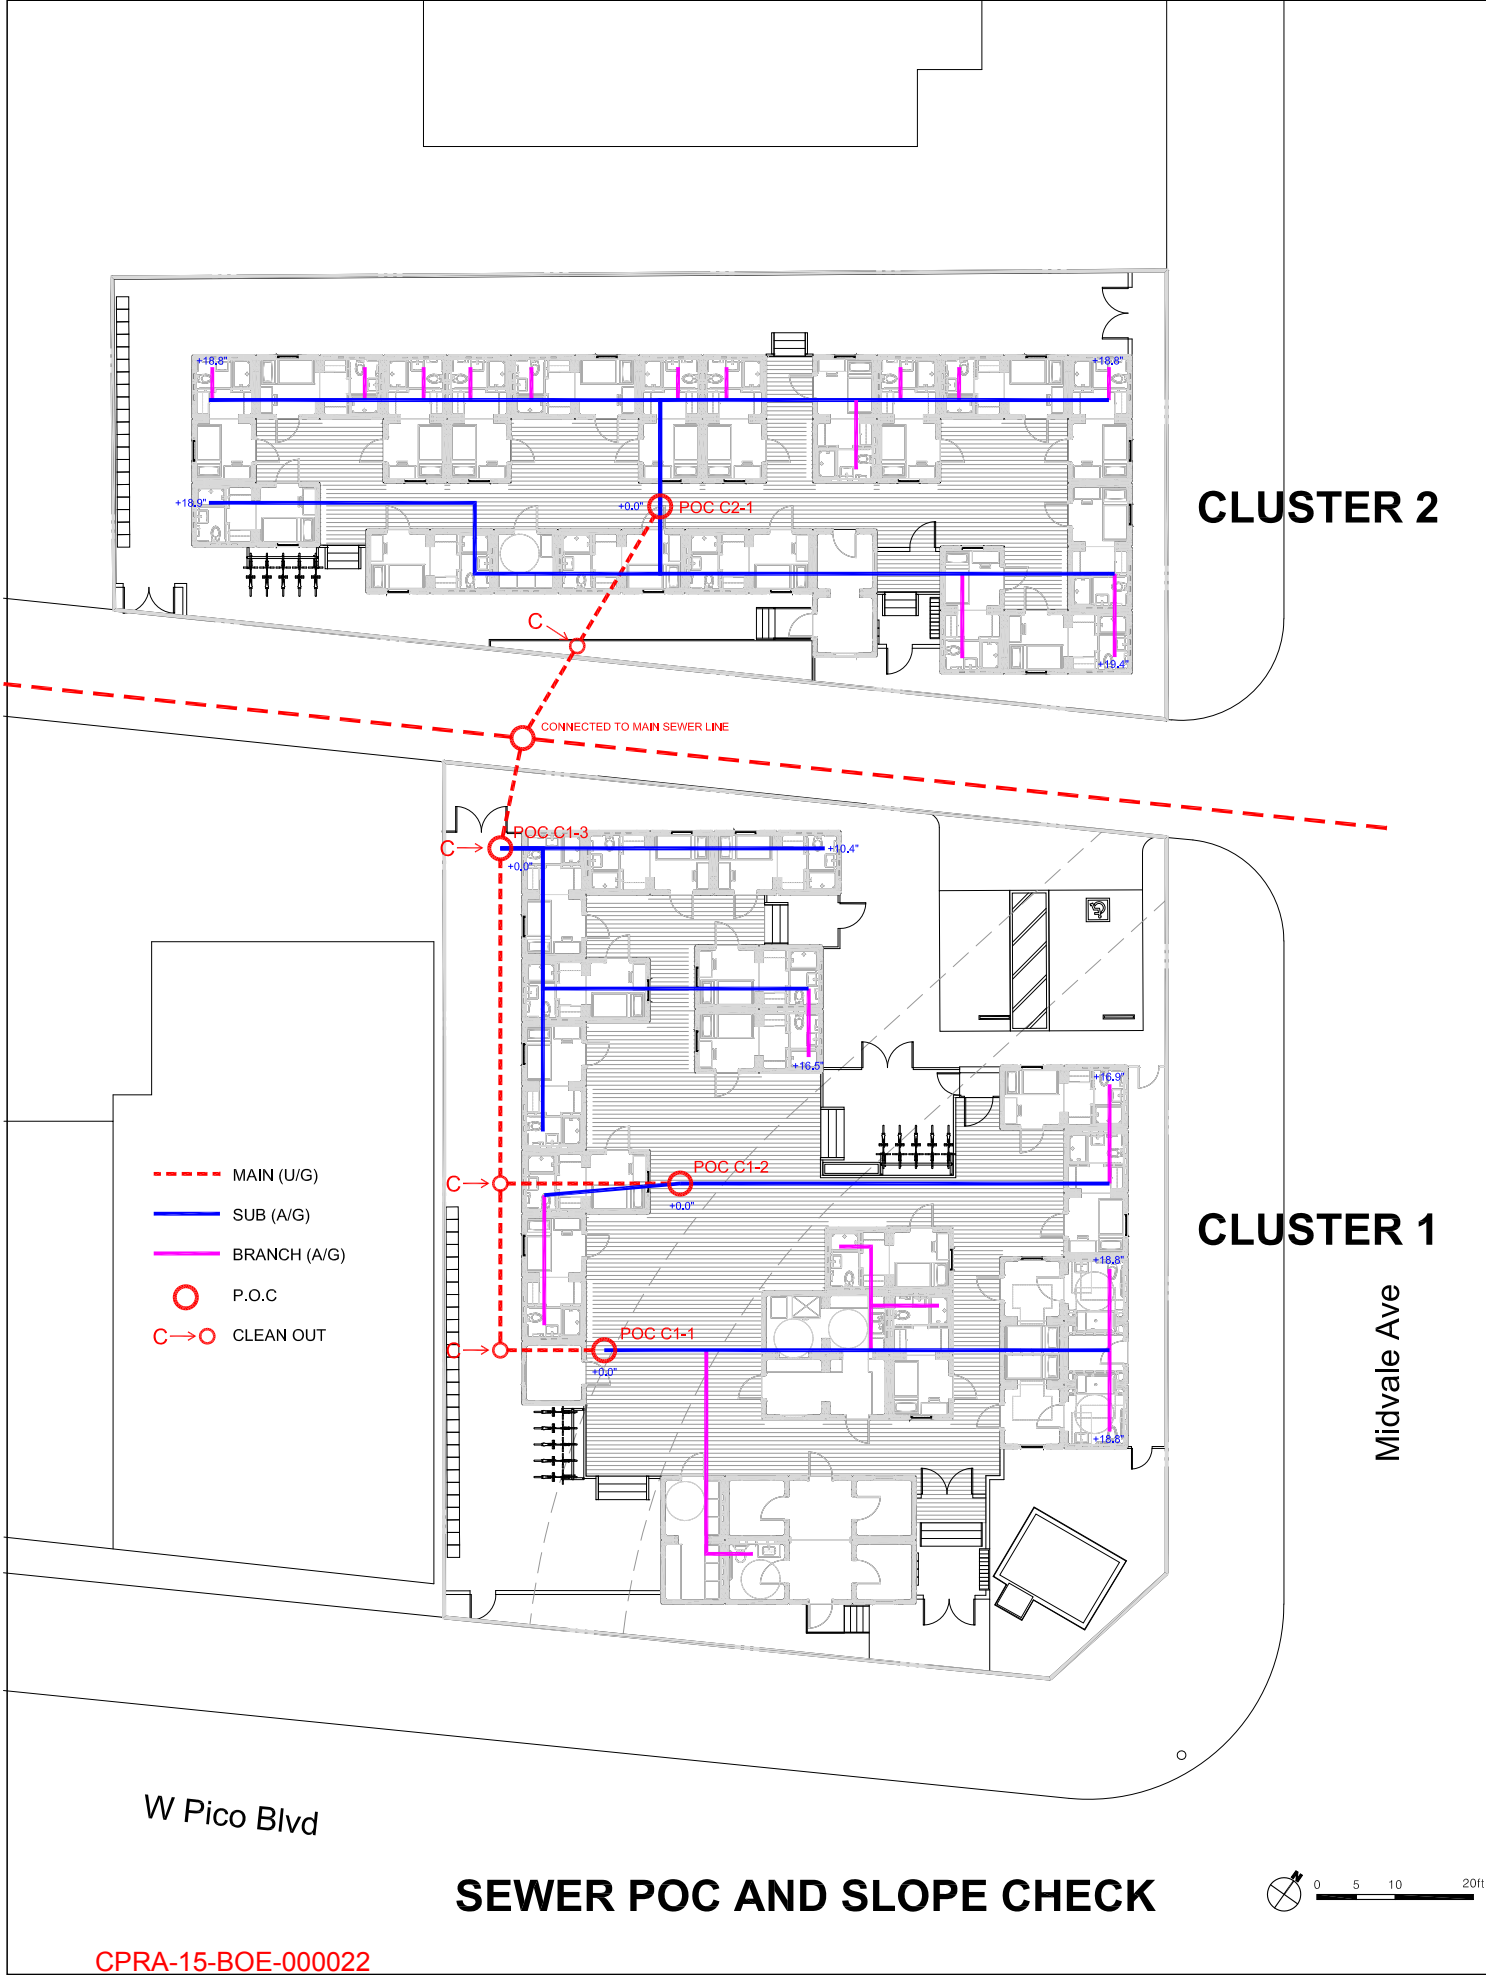 +18.8"
+18.8"
+18.9"
+0.0"
POC C2-1
CLUSTER 2
C
+19.4"
CONNECTED TO MAIN SEWER LINE
POC C1-3
C
+0.0"
+10.4"
+16.5"
+16.9"
MAIN (U/G)
C
POC C1-2
+0.0"
SUB (A/G)
CLUSTER 1
BRANCH (A/G)
+18.8"
P.O.C
C
CLEAN OUT
C
POC C1-1
+0.0"
Midvale Ave
+18.8"
W Pico Blvd
SEWER POC AND SLOPE CHECK
N
0 5 10 20ft
CPRA-15-BOE-000022